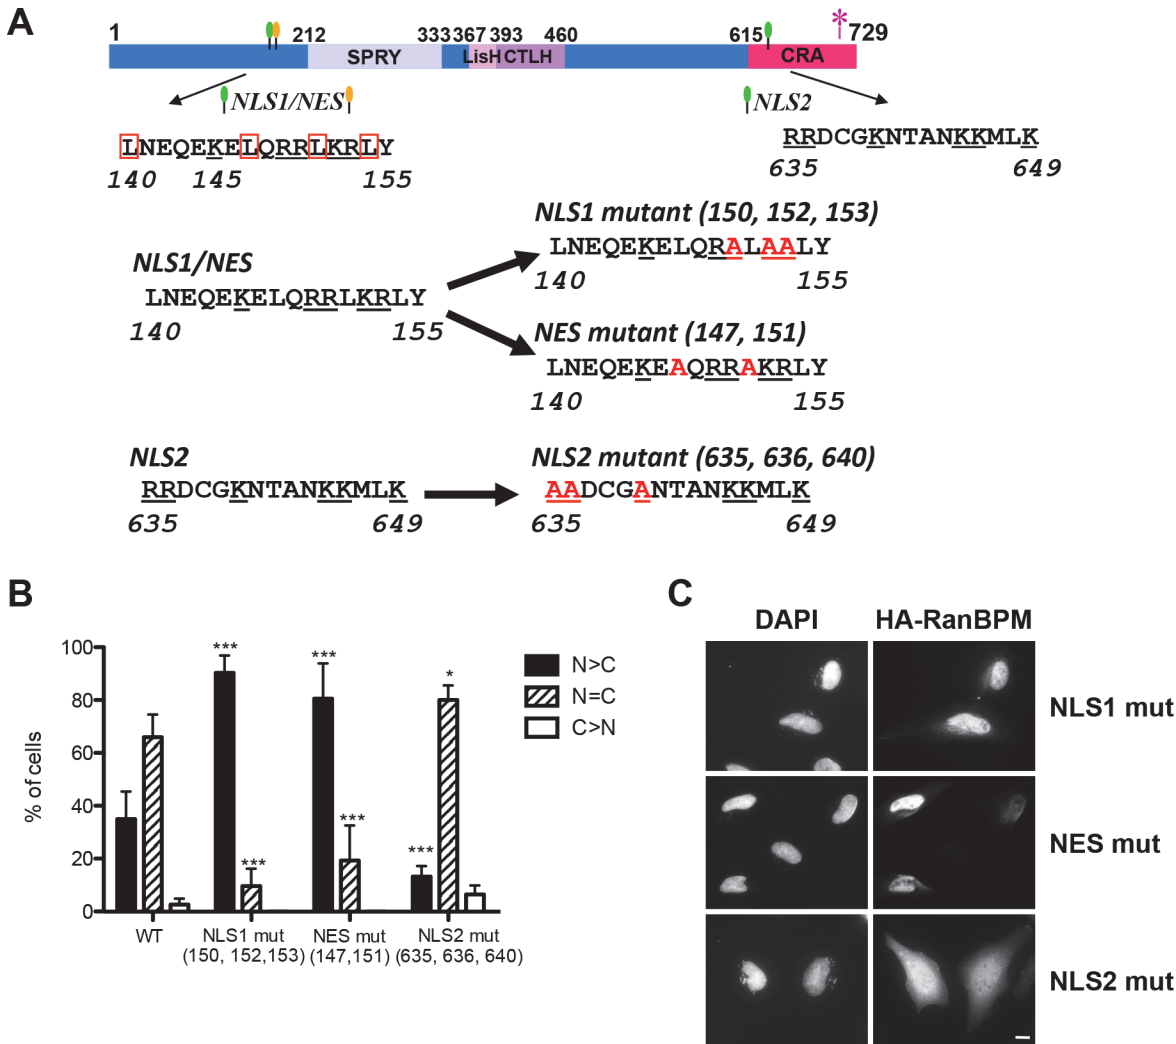 A
1 212 333 367 393 460 615 * 729
SPRY LisH CTLH CRA
NLS1/NES NLS2
LNEQEKELQRRLKRLY RRDCGKNTANKKMLK
140 145 155 635 649
NLS1 mutant (150, 152, 153)
LNEQEKELQRALAALY
140 155
NLS1/NES
LNEQEKELQRRLKRLY
140 155
NES mutant (147, 151)
LNEQEKEAQRRAKRLY
140 155
NLS2 NLS2 mutant (635, 636, 640)
RRDCGKNTANKKMLK AADCGANTANKKMLK
635 649 635 649
B
% of cells
100
80
60
40
20
0
*** *** *** *** *** *
N>C
N=C
C>N
WT NLS1 mut NES mut NLS2 mut
(150, 152,153) (147,151) (635, 636, 640)
C
DAPI HA-RanBPM
NLS1 mut
NES mut
NLS2 mut